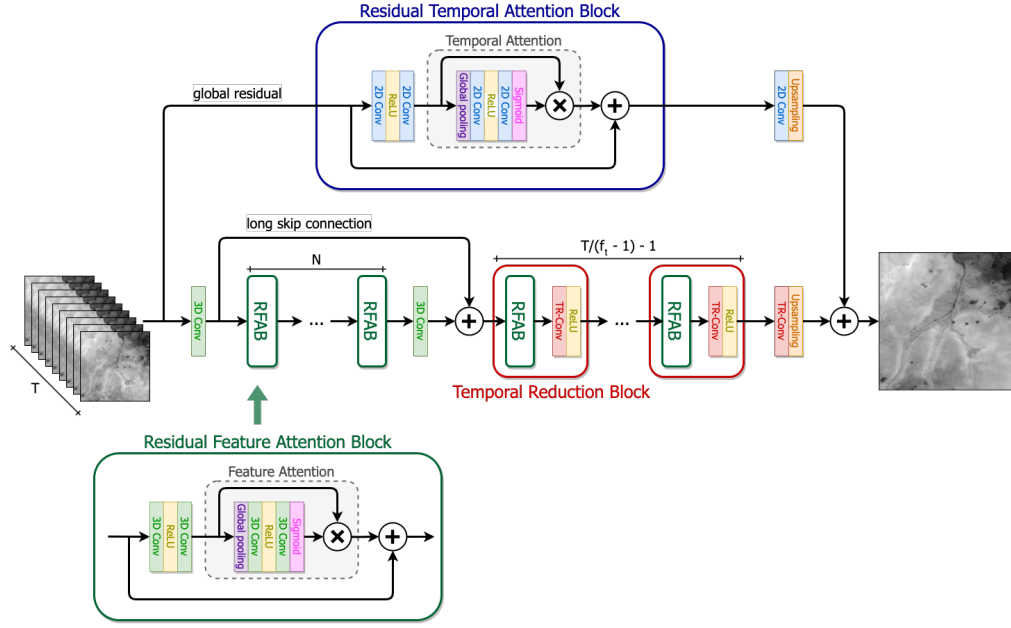 Residual Temporal Attention Block
Temporal Attention
global residual
2D Conv
ReLU
2D Conv
Global pooling
2D Conv
ReLU
2D Conv
Sigmoid
2D Conv
Upsampling
long skip connection
N
T/(fₜ - 1) - 1
3D Conv
RFAB
...
RFAB
3D Conv
RFAB
TR-Conv
ReLU
...
RFAB
TR-Conv
ReLU
TR-Conv
Upsampling
T
Temporal Reduction Block
Residual Feature Attention Block
Feature Attention
3D Conv
ReLU
3D Conv
Global pooling
3D Conv
ReLU
3D Conv
Sigmoid